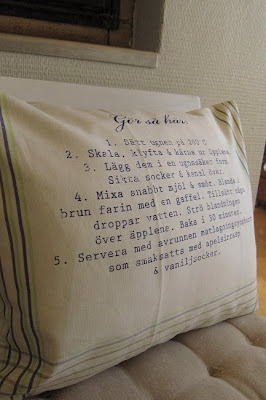 Gör så här.
1. Sätt ugnen på 200 C
2. Skala, klyfta & kärna ur äpplena.
3. Lägg dem i en ugnssäker form.
Sikta socker & kanel över.
4. Mixa snabbt mjöl & smör. Blanda i
brun farin med en gaffel. Tillsätt några
droppar vatten. Strö blandningen
över äpplena. Baka i 30 minuter.
5. Servera med avrunnen matlagningsyoghurt
som smaksatts med apelsinsaft
& vaniljsocker.